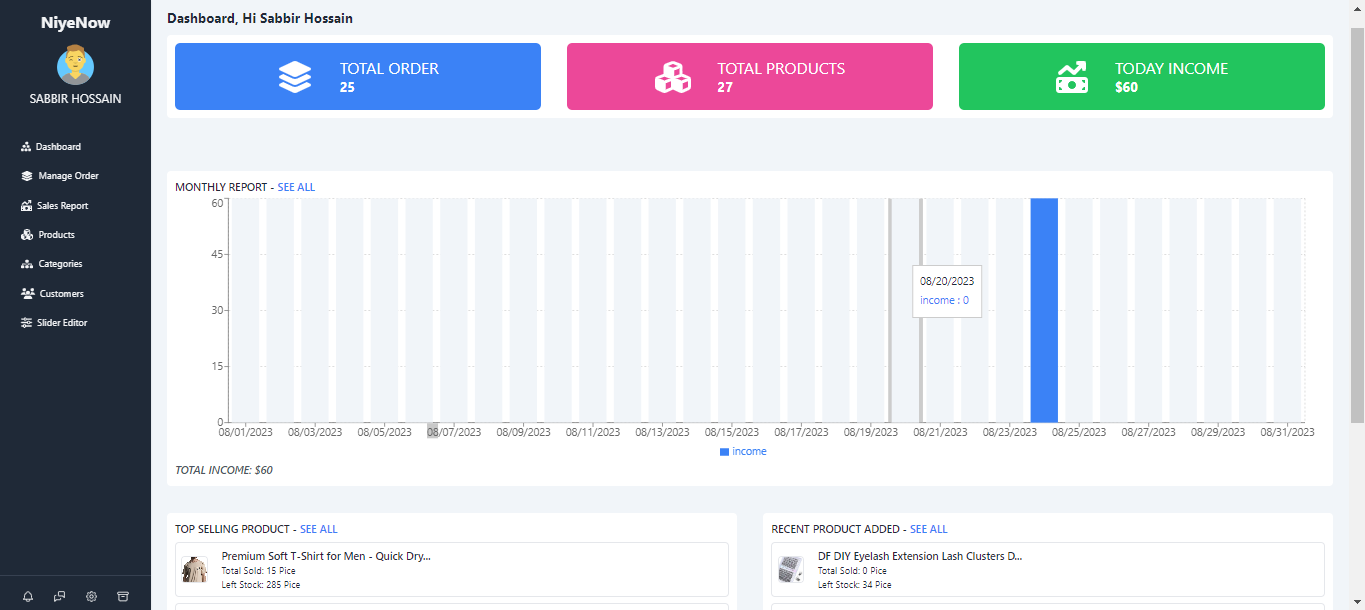 NiyeNow
SABBIR HOSSAIN
Dashboard
Manage Order
Sales Report
Products
Categories
Customers
Slider Editor
Dashboard, Hi Sabbir Hossain
TOTAL ORDER
25
TOTAL PRODUCTS
27
TODAY INCOME
$60
MONTHLY REPORT - SEE ALL
60
45
30
15
0
08/20/2023
income : 0
08/01/2023 08/03/2023 08/05/2023 08/07/2023 08/09/2023 08/11/2023 08/13/2023 08/15/2023 08/17/2023 08/19/2023 08/21/2023 08/23/2023 08/25/2023 08/27/2023 08/29/2023 08/31/2023
income
TOTAL INCOME: $60
TOP SELLING PRODUCT - SEE ALL
Premium Soft T-Shirt for Men - Quick Dry...
Total Sold: 15 Pice
Left Stock: 285 Pice
RECENT PRODUCT ADDED - SEE ALL
DF DIY Eyelash Extension Lash Clusters D...
Total Sold: 0 Pice
Left Stock: 34 Pice